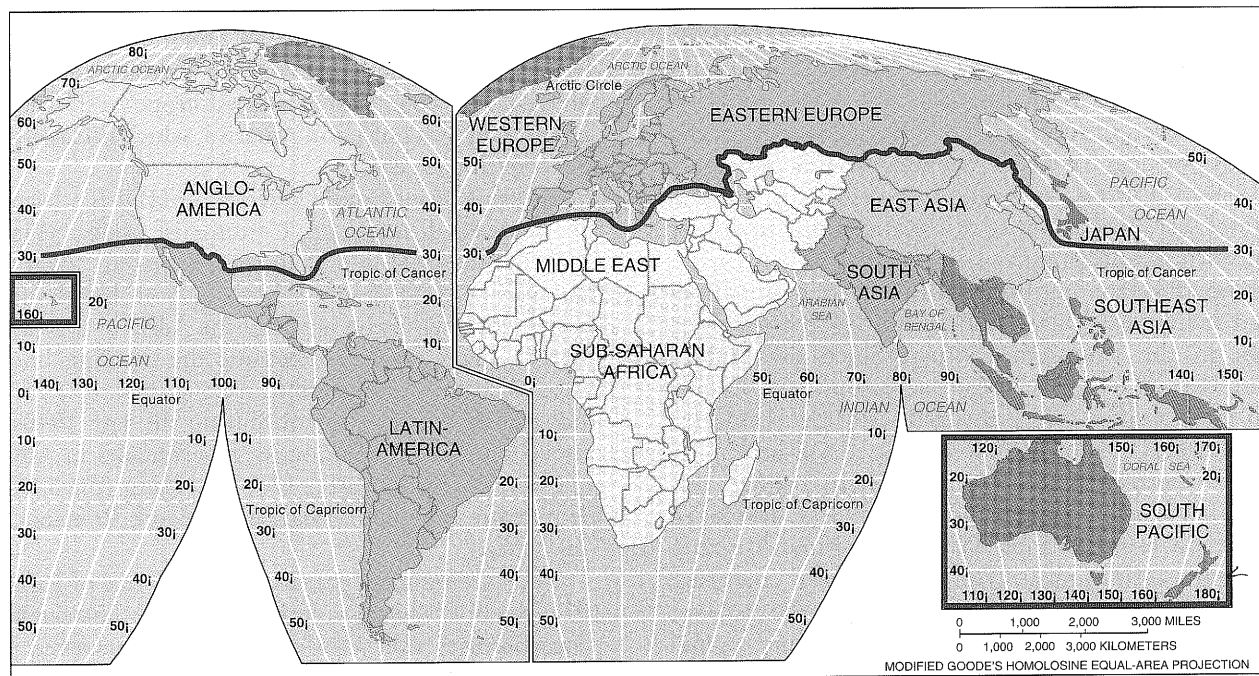 80¡
ARCTIC OCEAN
70¡
60¡
60¡
50¡
50¡
ANGLO-
AMERICA
40¡
40¡
ATLANTIC
OCEAN
30¡
30¡
Tropic of Cancer
20¡
20¡
160¡
PACIFIC
OCEAN
10¡
10¡
140¡ 130¡ 120¡ 110¡ 100¡ 90¡
0¡
Equator
LATIN-
AMERICA
10¡
10¡
10¡
20¡
20¡
20¡
Tropic of Capricorn
30¡
30¡
30¡
40¡
40¡
40¡
50¡
50¡
50¡
50¡
ARCTIC OCEAN
Arctic Circle
WESTERN
EUROPE
EASTERN EUROPE
60¡
50¡
50¡
40¡
40¡
PACIFIC
OCEAN
EAST ASIA
JAPAN
30¡
30¡
MIDDLE EAST
SOUTH
ASIA
Tropic of Cancer
20¡
20¡
ARABIAN
SEA
BAY OF
BENGAL
SOUTHEAST
ASIA
10¡
10¡
SUB-SAHARAN
AFRICA
0¡
50¡ 60¡ 70¡ 80¡ 90¡
140¡ 150¡
Equator
0¡
INDIAN OCEAN
10¡
10¡
20¡
20¡
Tropic of Capricorn
30¡
30¡
40¡
40¡
50¡
50¡
120¡ 150¡ 160¡ 170¡
CORAL SEA
20¡
20¡
SOUTH
PACIFIC
30¡
40¡
40¡
110¡ 120¡ 130¡ 140¡ 150¡ 160¡ 180¡
0 1,000 2,000 3,000 MILES
0 1,000 2,000 3,000 KILOMETERS
MODIFIED GOODE'S HOMOLOSINE EQUAL-AREA PROJECTION